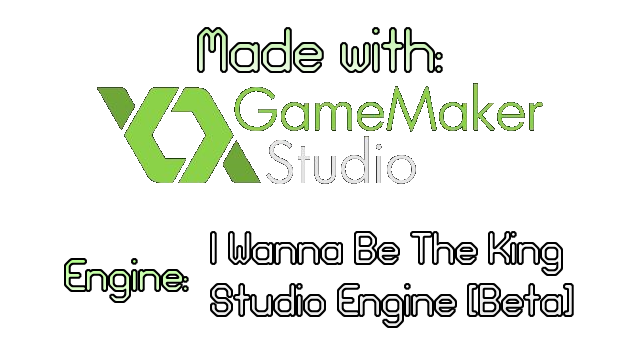 Made with:
GameMaker
Studio
Engine:
I Wanna Be The King
Studio Engine [Beta]